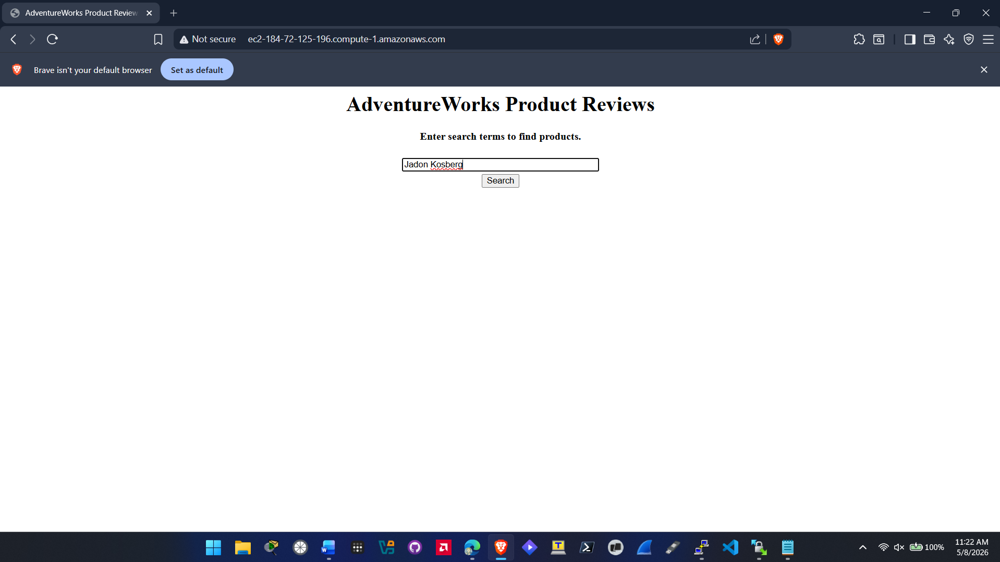 AdventureWorks Product Review
Not secure ec2-184-72-125-196.compute-1.amazonaws.com
Brave isn't your default browser Set as default
AdventureWorks Product Reviews
Enter search terms to find products.
Jadon Kosberg
Search
100% 11:22 AM
5/8/2026